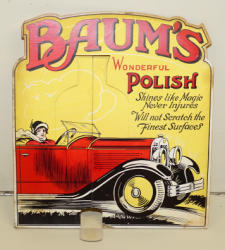 BAUM'S
WONDERFUL
POLISH
Shines like Magic
Never Injures
Will not Scratch the
Finest Surfaces